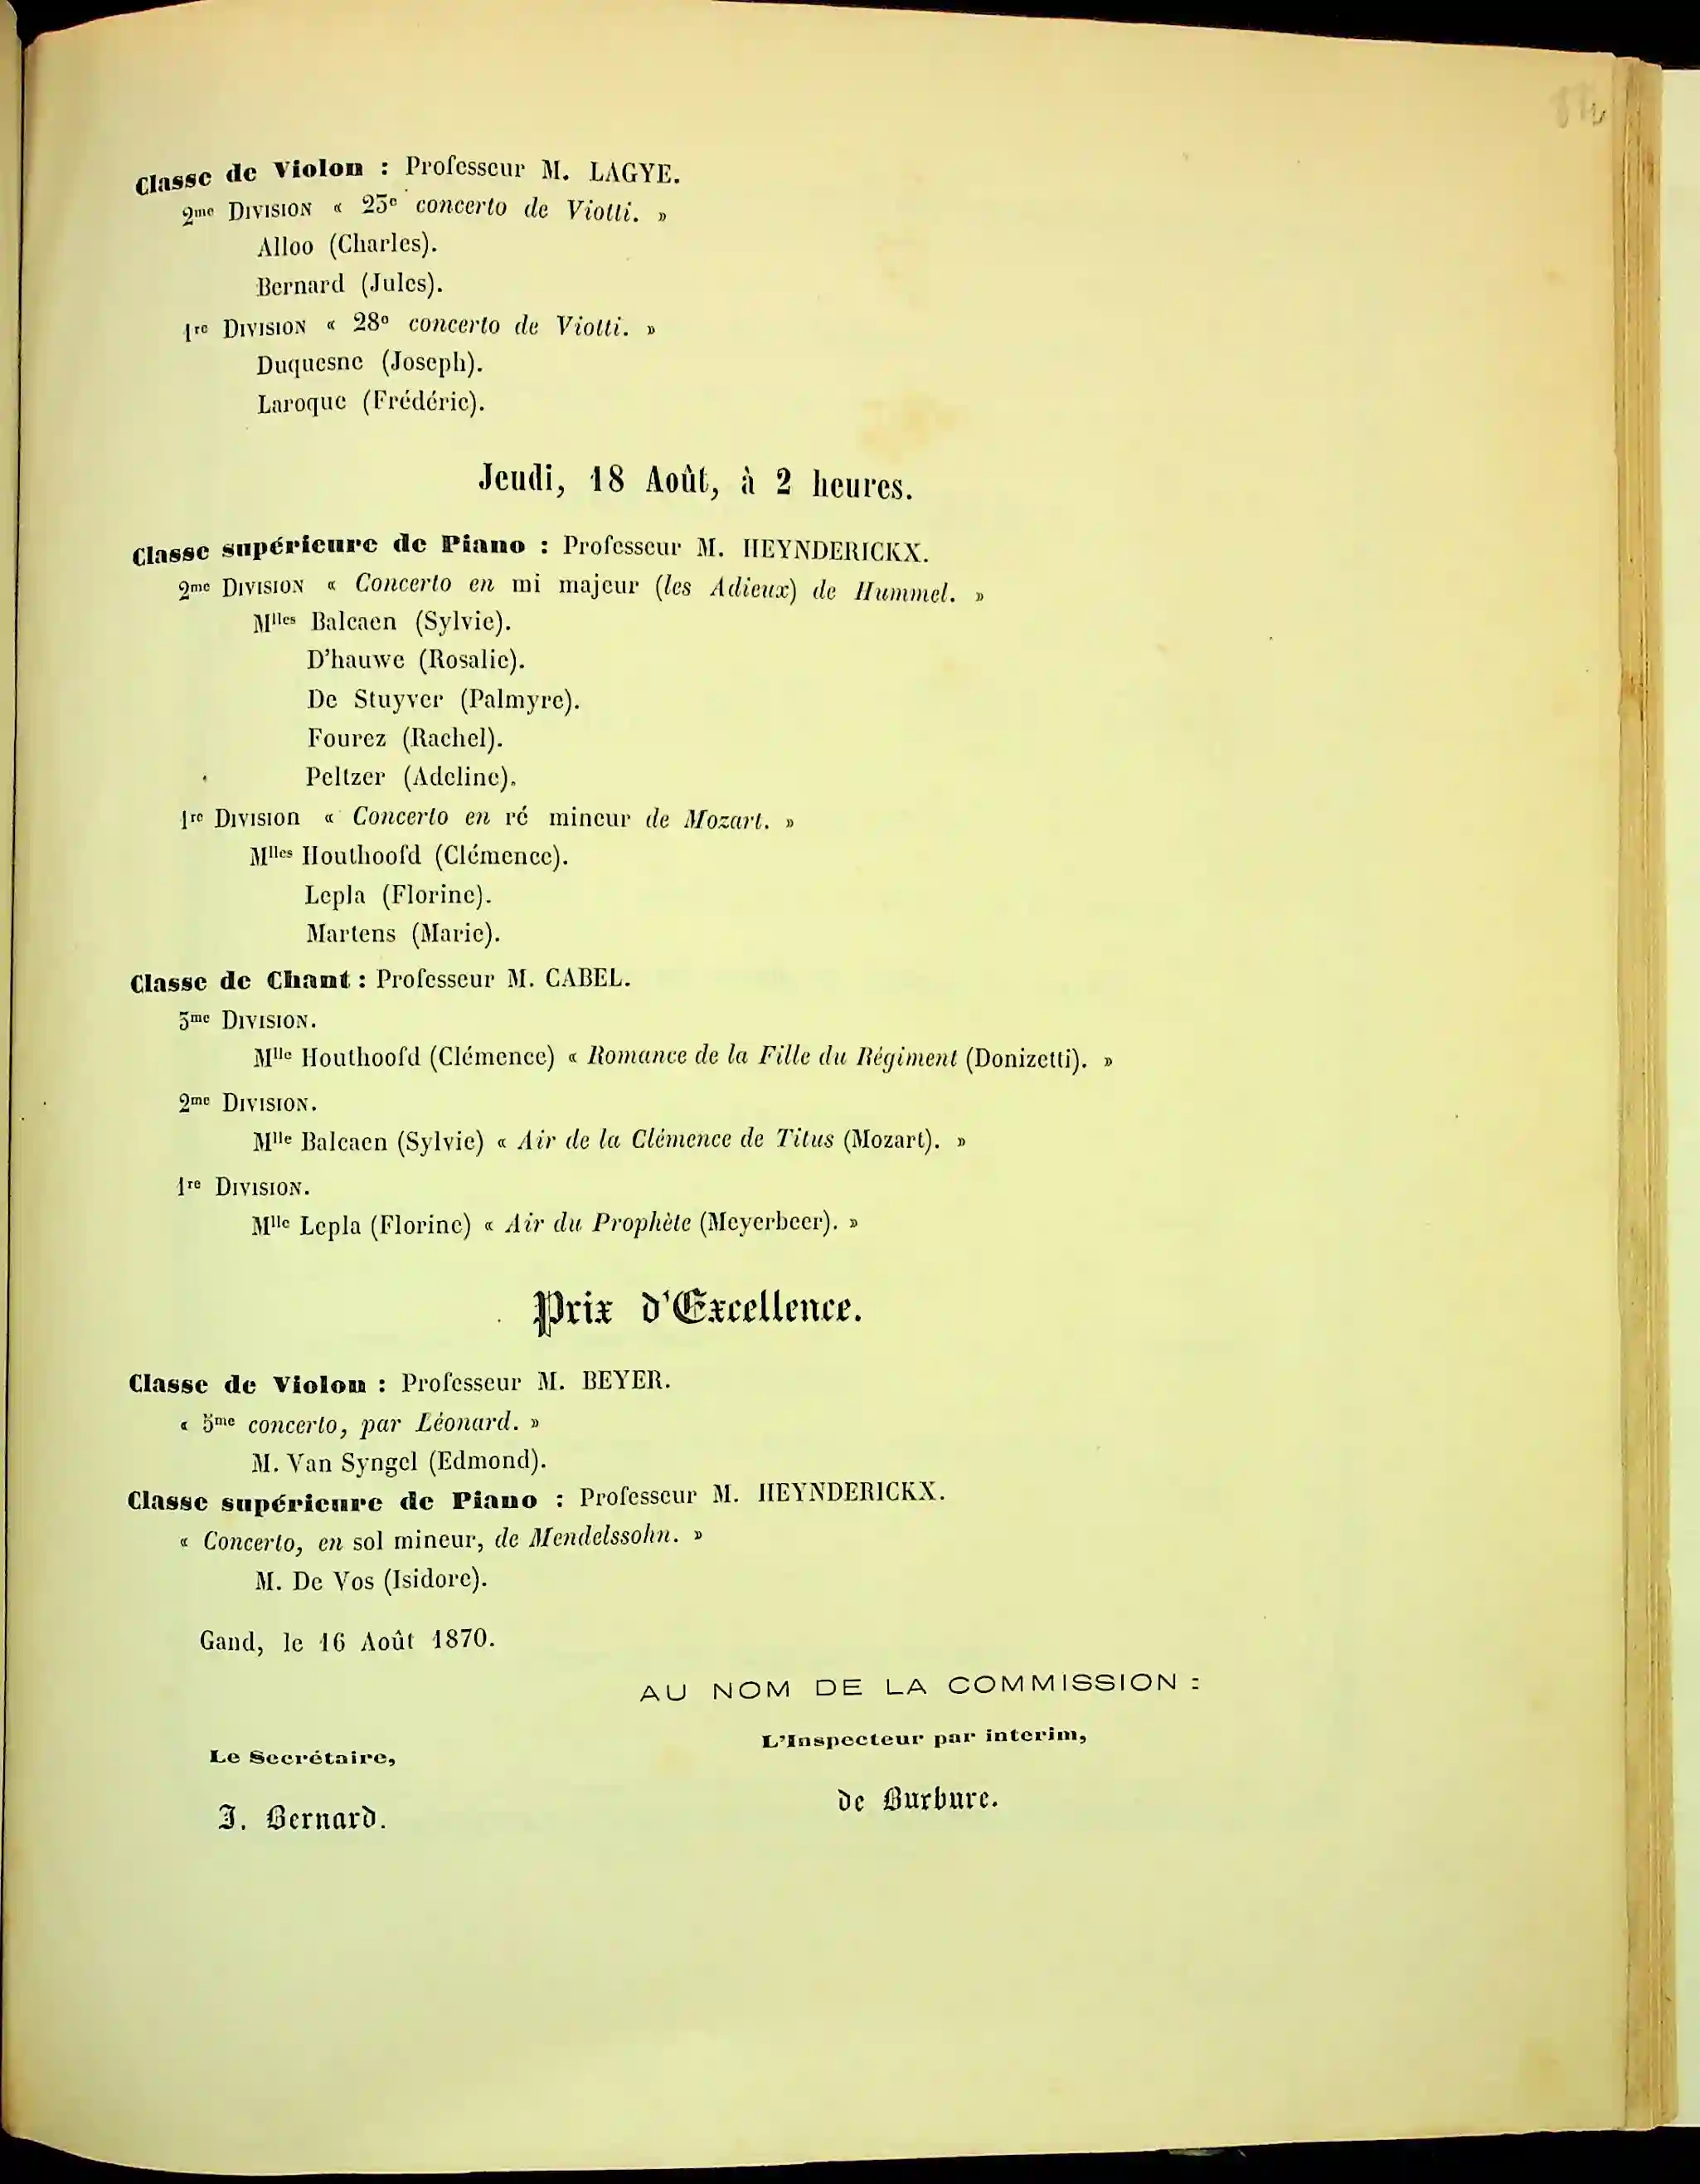 Classe de Violon : Professeur M. LAGYE.
2me DIVISION « 23e concerto de Viotti. »
Alloo (Charles).
Bernard (Jules).
1re DIVISION « 28e concerto de Viotti. »
Duquesne (Joseph).
Laroque (Frédéric).
Jeudi, 18 Août, à 2 heures.
Classe supérieure de Piano : Professeur M. HEYNDERICKX.
2me DIVISION « Concerto en mi majeur (les Adieux) de Hummel. »
Mlles Balcaen (Sylvie).
D'hauwe (Rosalie).
De Stuyver (Palmyre).
Fourez (Rachel).
Peltzer (Adeline).
1re DIVISION « Concerto en ré mineur de Mozart. »
Mlles Houthoofd (Clémence).
Lepla (Florine).
Martens (Marie).
Classe de Chant : Professeur M. CABEL.
3me DIVISION.
Mlle Houthoofd (Clémence) « Romance de la Fille du Régiment (Donizetti). »
2me DIVISION.
Mlle Balcaen (Sylvie) « Air de la Clémence de Titus (Mozart). »
1re DIVISION.
Mlle Lepla (Florine) « Air du Prophète (Meyerbeer). »
Prix d'Excellence.
Classe de Violon : Professeur M. BEYER.
« 5me concerto, par Léonard. »
M. Van Syngel (Edmond).
Classe supérieure de Piano : Professeur M. HEYNDERICKX.
« Concerto, en sol mineur, de Mendelssohn. »
M. De Vos (Isidore).
Gand, le 16 Août 1870.
AU NOM DE LA COMMISSION :
Le Secrétaire,
L'Inspecteur par interim,
J. Bernard.
de Burbure.